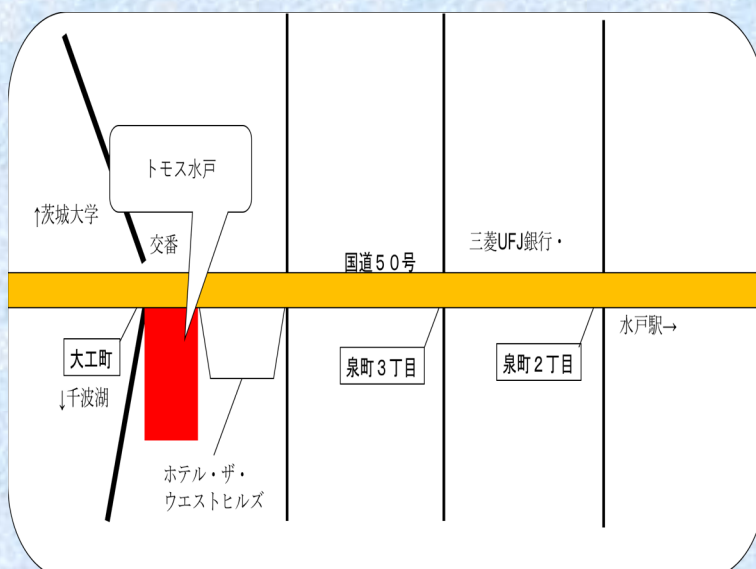 トモス水戸
↑茨城大学
交番
三菱UFJ銀行・
国道５０号
水戸駅→
大工町
泉町３丁目
泉町２丁目
↓千波湖
ホテル・ザ・
ウエストヒルズ